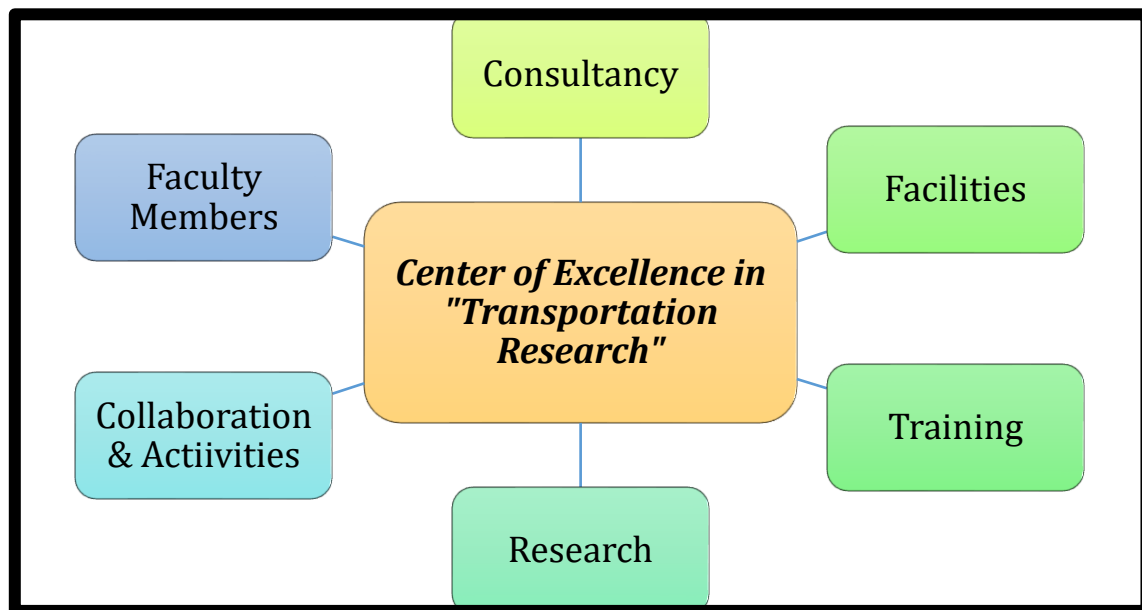 Consultancy
Faculty
Members
Facilities
Center of Excellence in
"Transportation
Research"
Collaboration
& Actiivities
Training
Research